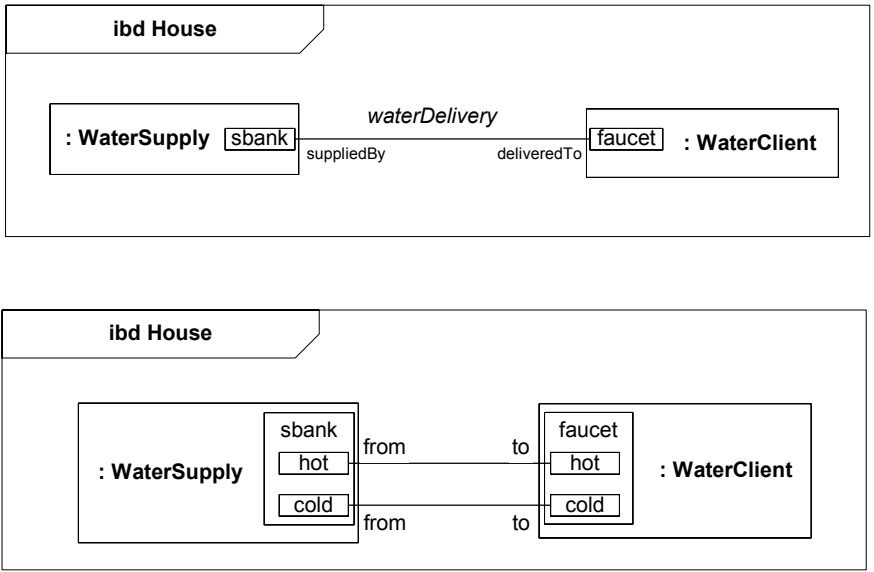 ibd House
waterDelivery
: WaterSupply sbank faucet : WaterClient
suppliedBy deliveredTo
ibd House
sbank faucet
from to
hot hot
: WaterSupply : WaterClient
cold cold
from to